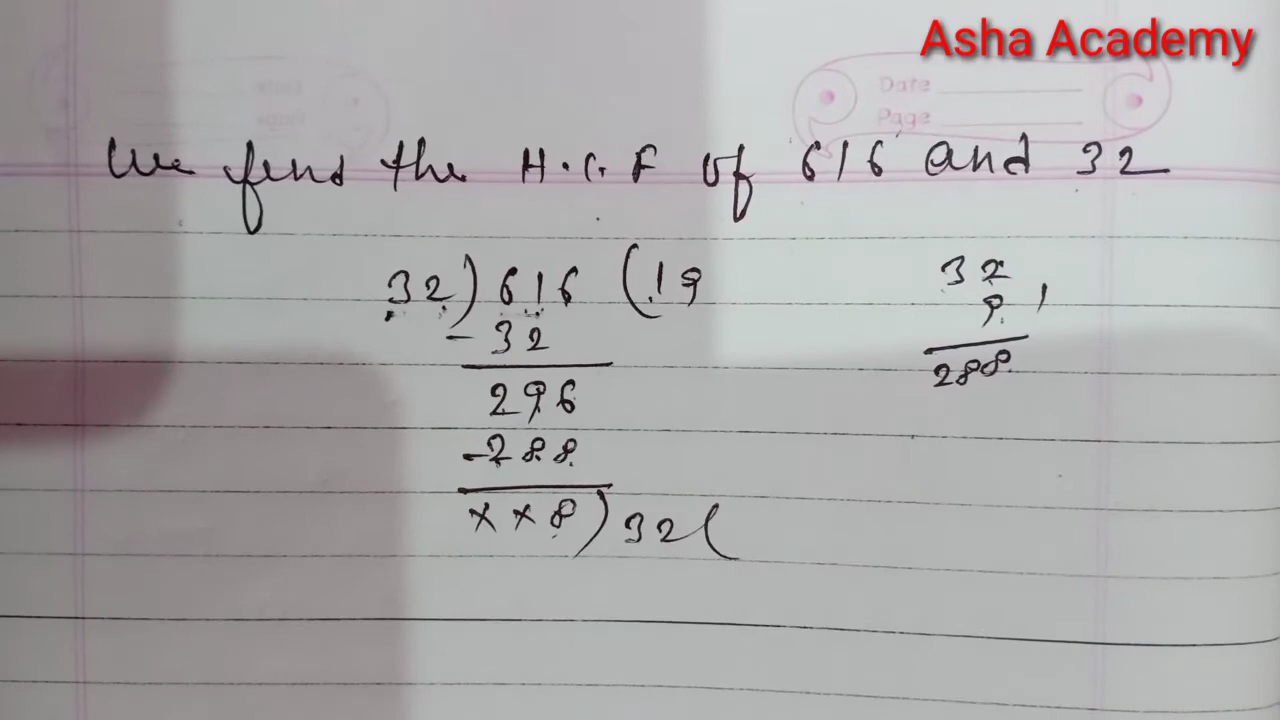 Asha Academy
Date
Page
We find the H.C.F of 616 and 32
32)616(19
-32
296
-288
××8)32(
32
9
288